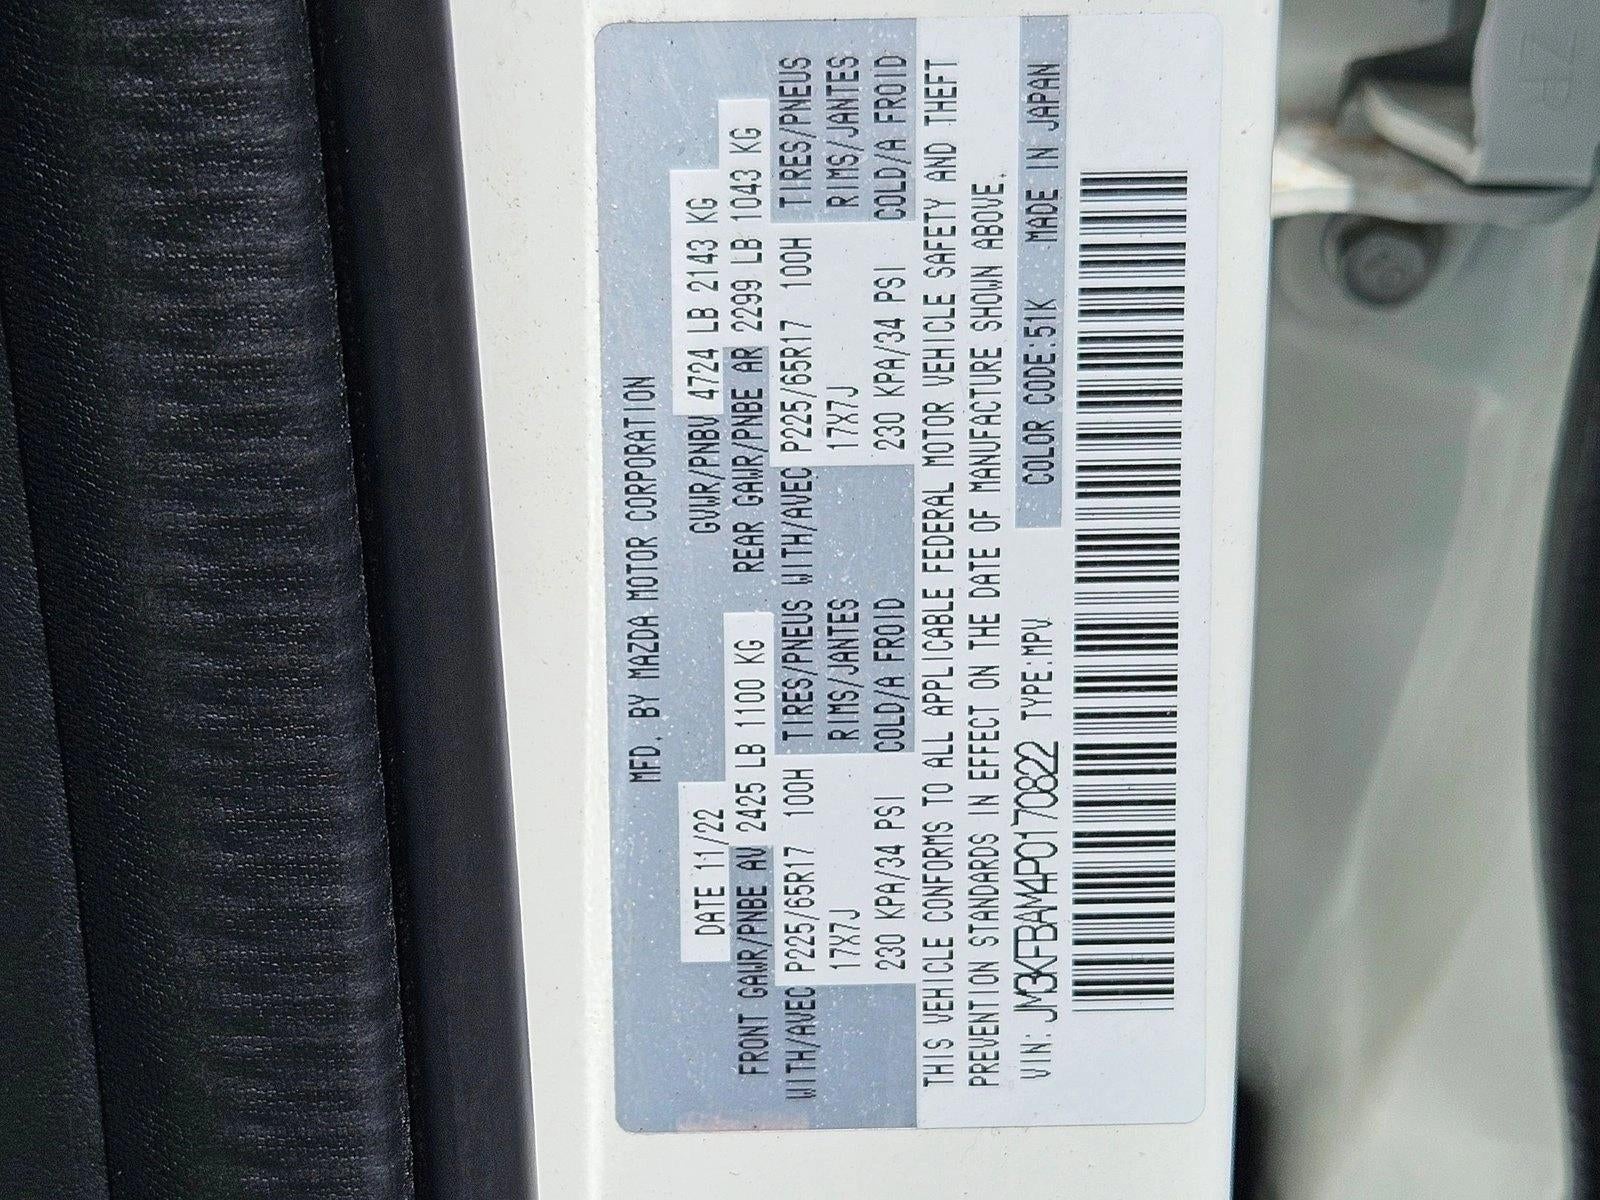 MFD. BY MAZDA MOTOR CORPORATION
DATE 11/22 GVWR/PNBV 4724 LB 2143 KG
FRONT GAWR/PNBE AV 2425 LB 1100 KG REAR GAWR/PNBE AR 2299 LB 1043 KG
WITH/AVEC P225/65R17 100H TIRES/PNEUS WITH/AVEC P225/65R17 100H TIRES/PNEUS
17X7J RIMS/JANTES 17X7J RIMS/JANTES
230 KPA/34 PSI COLD/A FROID 230 KPA/34 PSI COLD/A FROID
THIS VEHICLE CONFORMS TO ALL APPLICABLE FEDERAL MOTOR VEHICLE SAFETY AND THEFT
PREVENTION STANDARDS IN EFFECT ON THE DATE OF MANUFACTURE SHOWN ABOVE.
VIN: JM3KFBAM4P0170822 TYPE:MPV COLOR CODE:51K MADE IN JAPAN